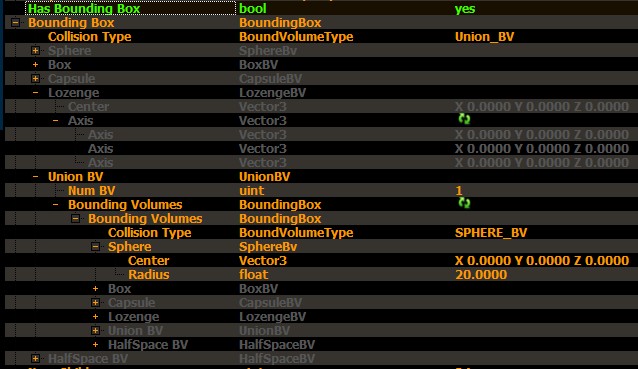 Has Bounding Box bool yes
Bounding Box BoundingBox
Collision Type BoundVolumeType Union_BV
Sphere SphereBv
Box BoxBV
Capsule CapsuleBV
Lozenge LozengeBV
Center Vector3 X 0.0000 Y 0.0000 Z 0.0000
Axis Vector3
Axis Vector3 X 0.0000 Y 0.0000 Z 0.0000
Axis Vector3 X 0.0000 Y 0.0000 Z 0.0000
Axis Vector3 X 0.0000 Y 0.0000 Z 0.0000
Union BV UnionBV
Num BV uint 1
Bounding Volumes BoundingBox
Bounding Volumes BoundingBox
Collision Type BoundVolumeType SPHERE_BV
Sphere SphereBv
Center Vector3 X 0.0000 Y 0.0000 Z 0.0000
Radius float 20.0000
Box BoxBV
Capsule CapsuleBV
Lozenge LozengeBV
Union BV UnionBV
HalfSpace BV HalfSpaceBV
HalfSpace BV HalfSpaceBV